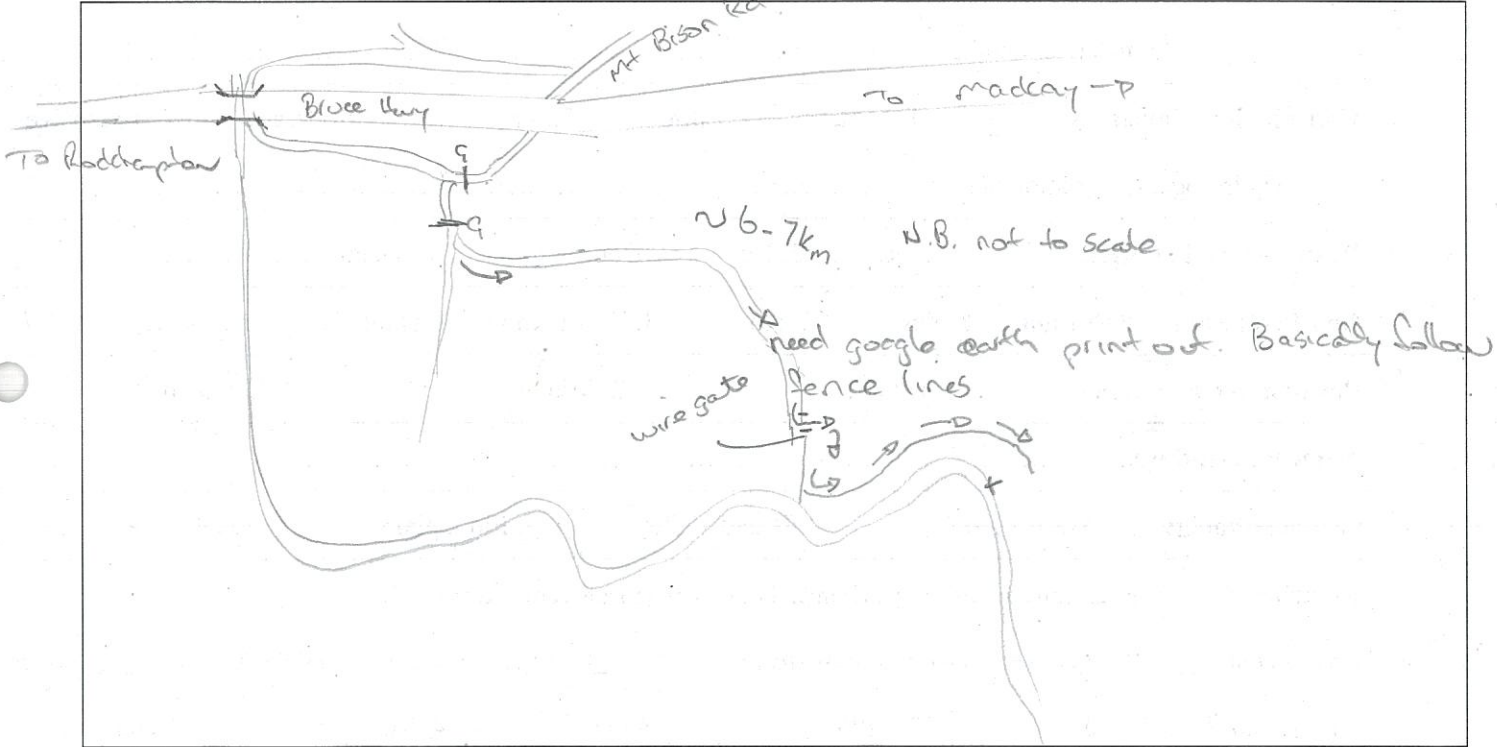 Mt Bison Rd
To Mackay
Bruce Hwy
To Rockhampton
G
G
~ 6-7km
N.B. not to scale.
need google earth print out. Basically follow
fence lines.
wire gate